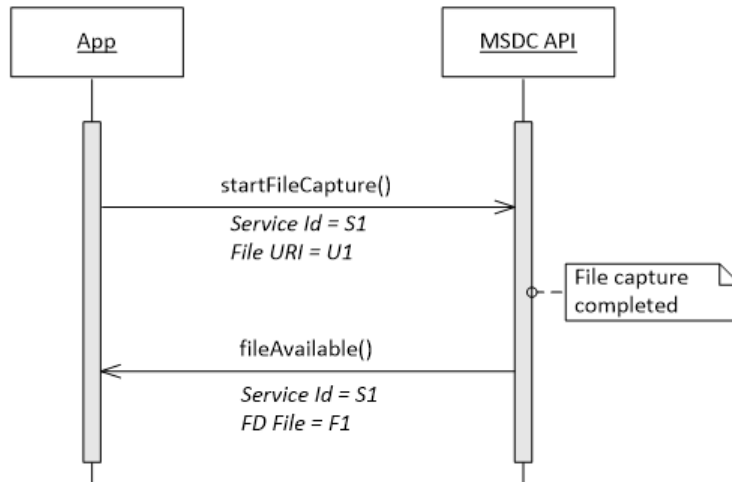 App
MSDC API
startFileCapture()
Service Id = S1
File URI = U1
File capture
completed
fileAvailable()
Service Id = S1
FD File = F1